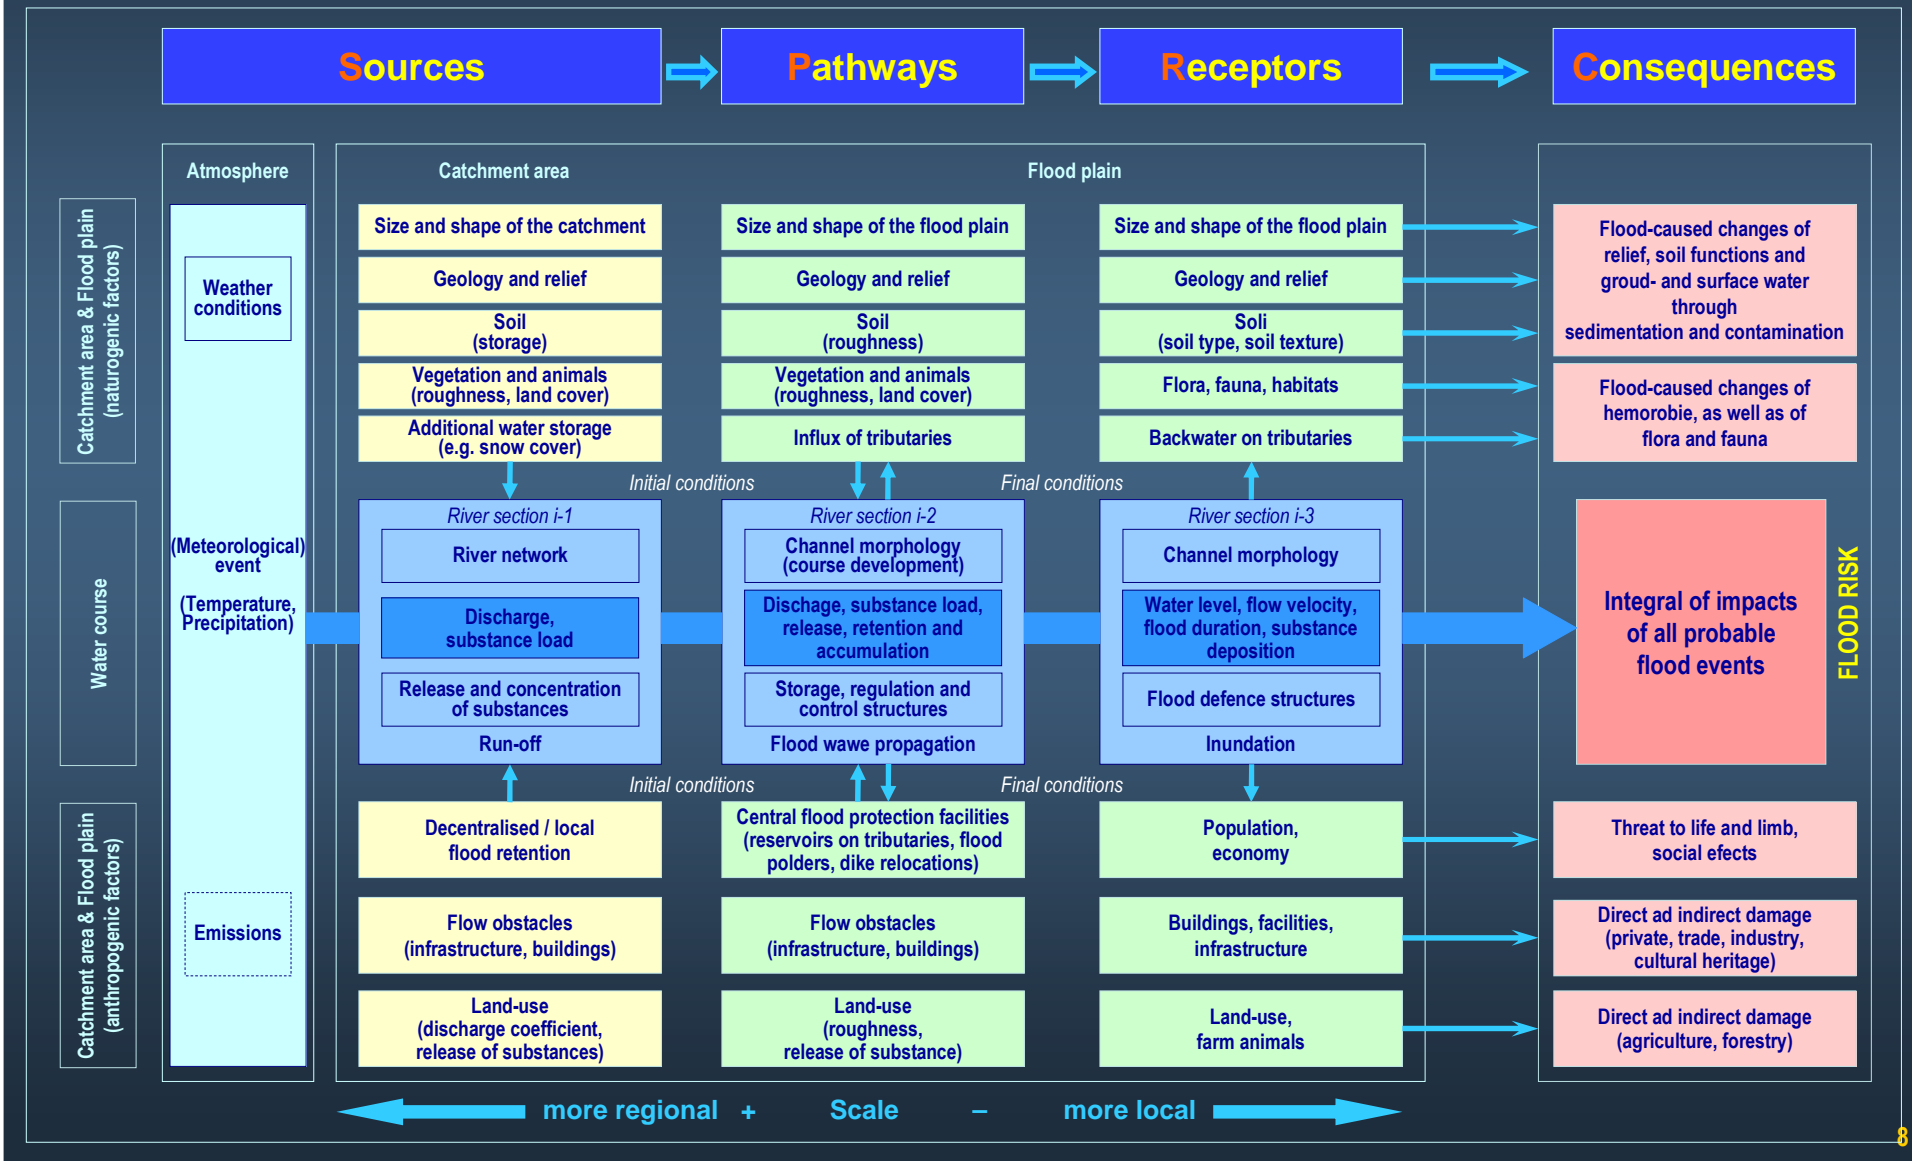 Sources
Pathways
Receptors
Consequences
Atmosphere
Catchment area
Flood plain
Catchment area & Flood plain
(naturogenic factors)
Weather
conditions
Size and shape of the catchment
Size and shape of the flood plain
Size and shape of the flood plain
Flood-caused changes of
relief, soil functions and
groud- and surface water
through
sedimentation and contamination
Geology and relief
Geology and relief
Geology and relief
Soil
(storage)
Soil
(roughness)
Soli
(soil type, soil texture)
Vegetation and animals
(roughness, land cover)
Vegetation and animals
(roughness, land cover)
Flora, fauna, habitats
Flood-caused changes of
hemorobie, as well as of
flora and fauna
Additional water storage
(e.g. snow cover)
Influx of tributaries
Backwater on tributaries
Initial conditions
Final conditions
Water course
(Meteorological)
event
(Temperature,
Precipitation)
River section i-1
River network
Discharge,
substance load
Release and concentration
of substances
Run-off
River section i-2
Channel morphology
(course development)
Dischage, substance load,
release, retention and
accumulation
Storage, regulation and
control structures
Flood wawe propagation
River section i-3
Channel morphology
Water level, flow velocity,
flood duration, substance
deposition
Flood defence structures
Inundation
Integral of impacts
of all probable
flood events
FLOOD RISK
Initial conditions
Final conditions
Catchment area & Flood plain
(anthropogenic factors)
Emissions
Decentralised / local
flood retention
Central flood protection facilities
(reservoirs on tributaries, flood
polders, dike relocations)
Population,
economy
Threat to life and limb,
social efects
Flow obstacles
(infrastructure, buildings)
Flow obstacles
(infrastructure, buildings)
Buildings, facilities,
infrastructure
Direct ad indirect damage
(private, trade, industry,
cultural heritage)
Land-use
(discharge coefficient,
release of substances)
Land-use
(roughness,
release of substance)
Land-use,
farm animals
Direct ad indirect damage
(agriculture, forestry)
more regional + Scale – more local
8